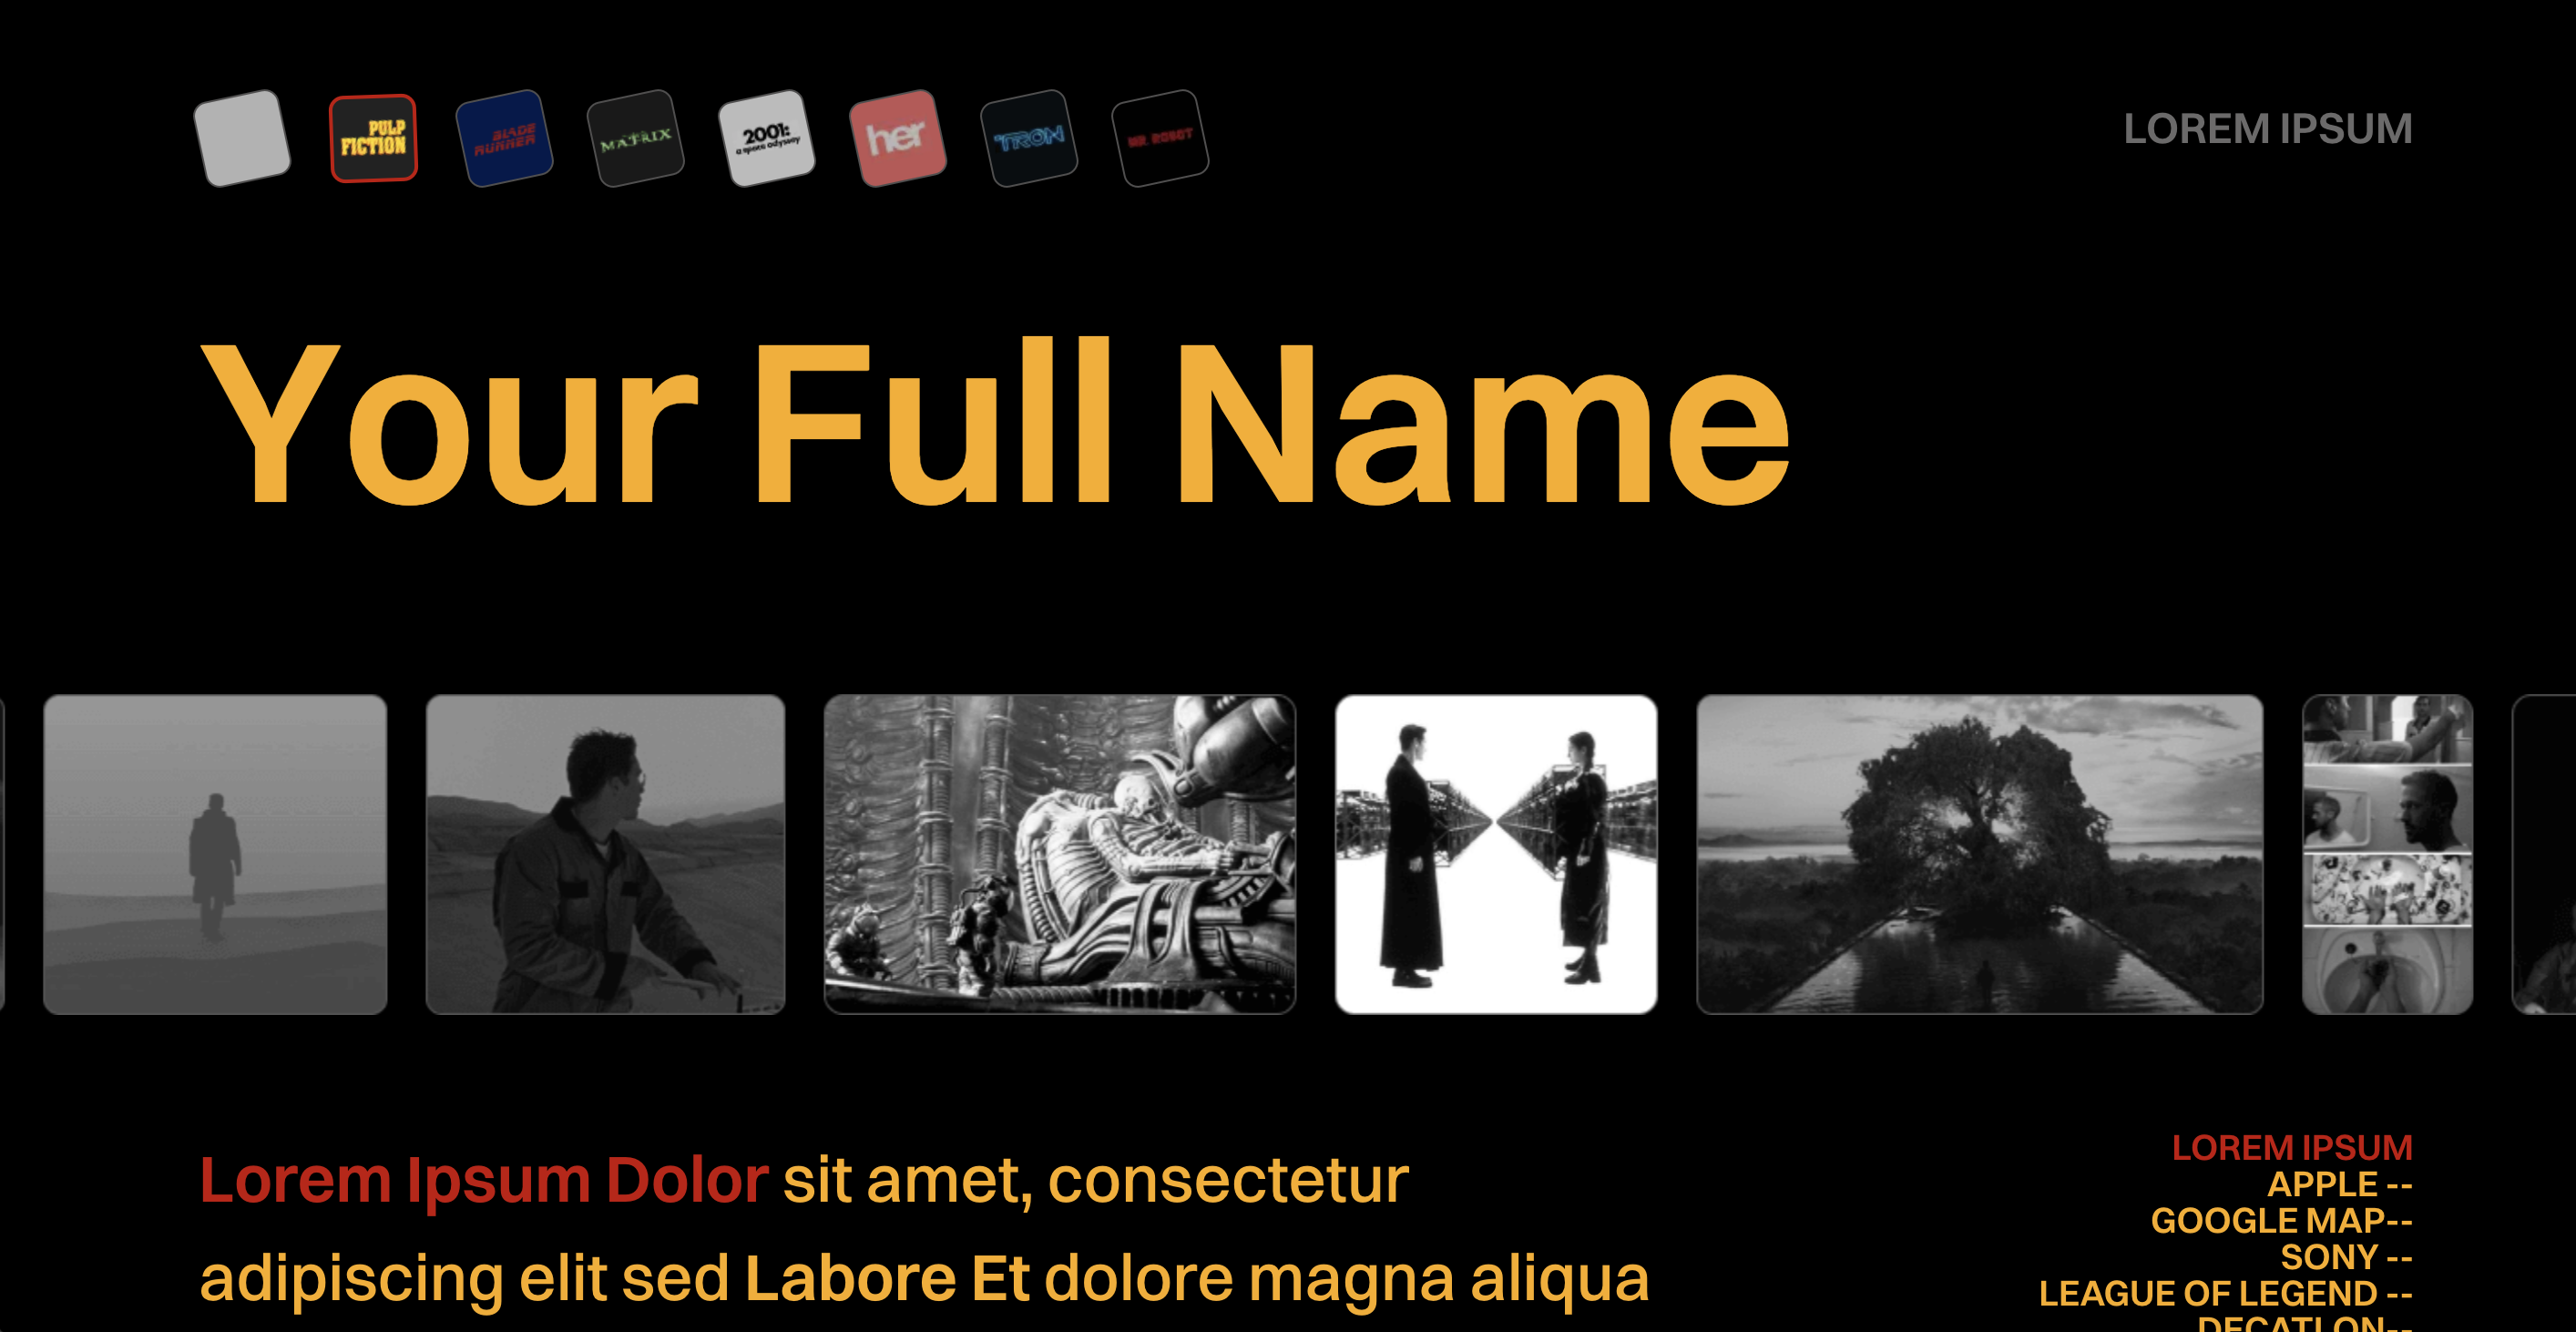 PULP
FICTION
BLADE
RUNNER
MATRIX
2001:
a space odyssey
her
TRON
MR. ROBOT
LOREM IPSUM
Your Full Name
Lorem Ipsum Dolor sit amet, consectetur
adipiscing elit sed Labore Et dolore magna aliqua
LOREM IPSUM
APPLE --
GOOGLE MAP--
SONY --
LEAGUE OF LEGEND --
DECATLON--